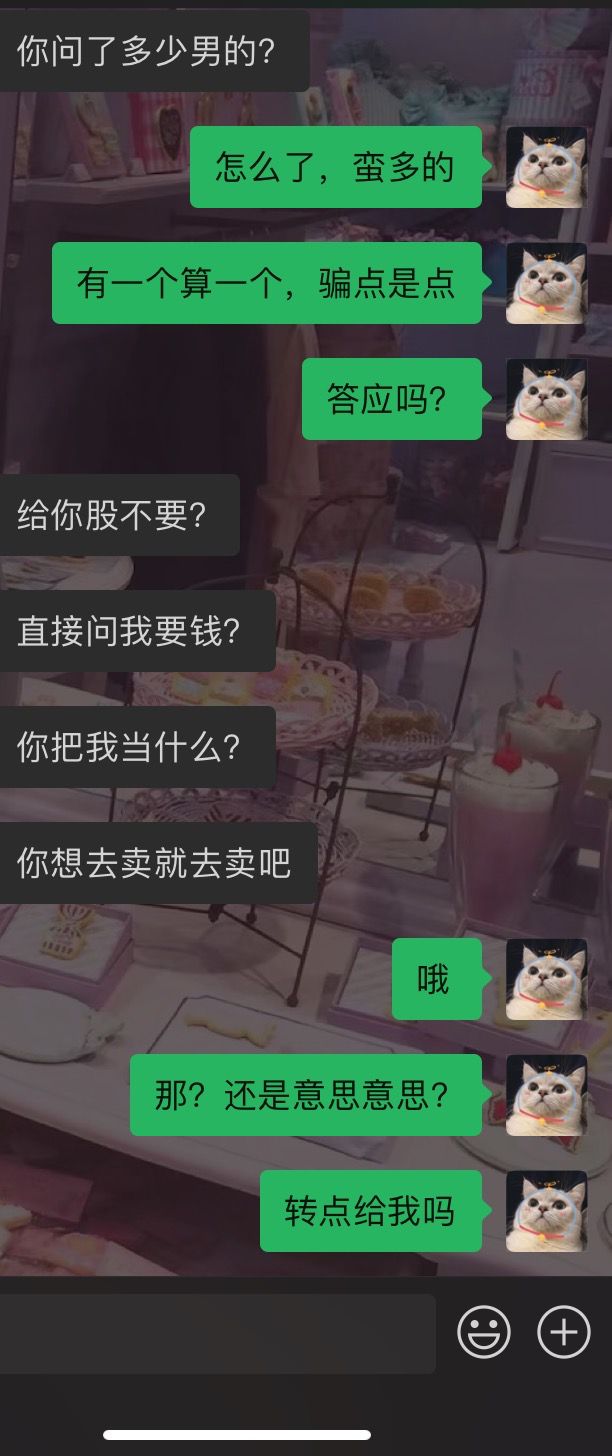 你问了多少男的？
怎么了，蛮多的
有一个算一个，骗点是点
答应吗？
给你股不要？
直接问我要钱？
你把我当什么？
你想去卖就去卖吧
哦
那？还是意思意思？
转点给我吗